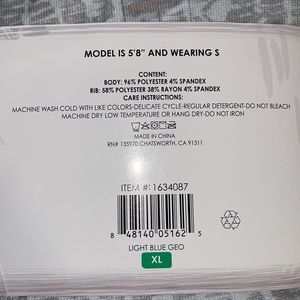 MODEL IS 5'8" AND WEARING S
CONTENT:
BODY: 96% POLYESTER 4% SPANDEX
RIB: 58% POLYESTER 38% RAYON 4% SPANDEX
CARE INSTRUCTIONS:
MACHINE WASH COLD WITH LIKE COLORS-DELICATE CYCLE-REGULAR DETERGENT-DO NOT BLEACH
MACHINE DRY LOW TEMPERATURE OR HANG DRY-DO NOT IRON
MADE IN CHINA
RN# 135970 CHATSWORTH, CA 91311
ITEM #: 1634087
8 48140 05162 5
LIGHT BLUE GEO
XL